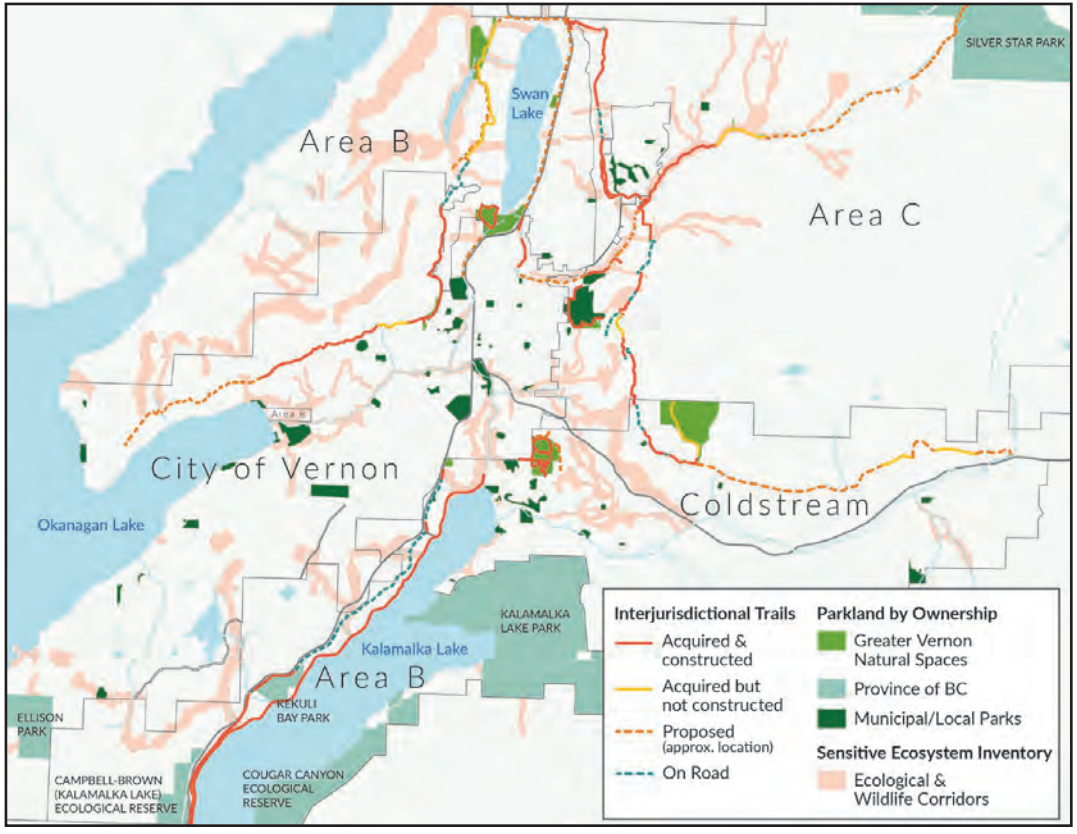 SILVER STAR PARK
Swan
Lake
Area B
Area C
Area B
City of Vernon
Coldstream
Okanagan Lake
KALAMALKA
LAKE PARK
Kalamalka Lake
Area B
KEKULI
BAY PARK
ELLISON
PARK
CAMPBELL-BROWN
(KALAMALKA LAKE)
ECOLOGICAL RESERVE
COUGAR CANYON
ECOLOGICAL
RESERVE
Interjurisdictional Trails
Acquired &
constructed
Acquired but
not constructed
Proposed
(approx. location)
On Road
Parkland by Ownership
Greater Vernon
Natural Spaces
Province of BC
Municipal/Local Parks
Sensitive Ecosystem Inventory
Ecological &
Wildlife Corridors